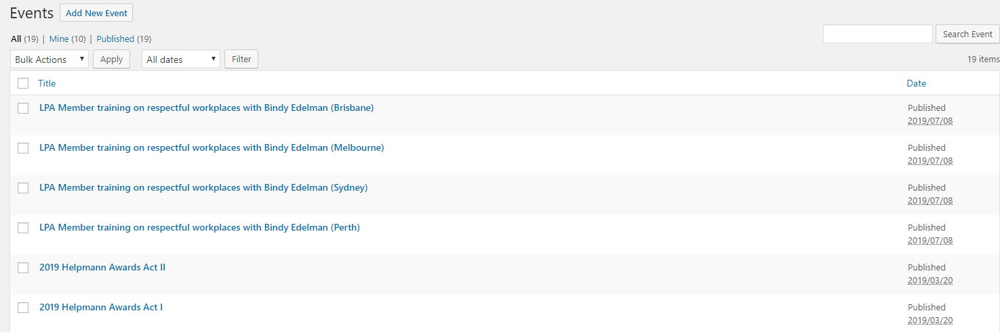 Events Add New Event
All (19) | Mine (10) | Published (19)
Search Event
Bulk Actions Apply All dates Filter 19 items
Title Date
LPA Member training on respectful workplaces with Bindy Edelman (Brisbane) Published
2019/07/08
LPA Member training on respectful workplaces with Bindy Edelman (Melbourne) Published
2019/07/08
LPA Member training on respectful workplaces with Bindy Edelman (Sydney) Published
2019/07/08
LPA Member training on respectful workplaces with Bindy Edelman (Perth) Published
2019/07/08
2019 Helpmann Awards Act II Published
2019/03/20
2019 Helpmann Awards Act I Published
2019/03/20